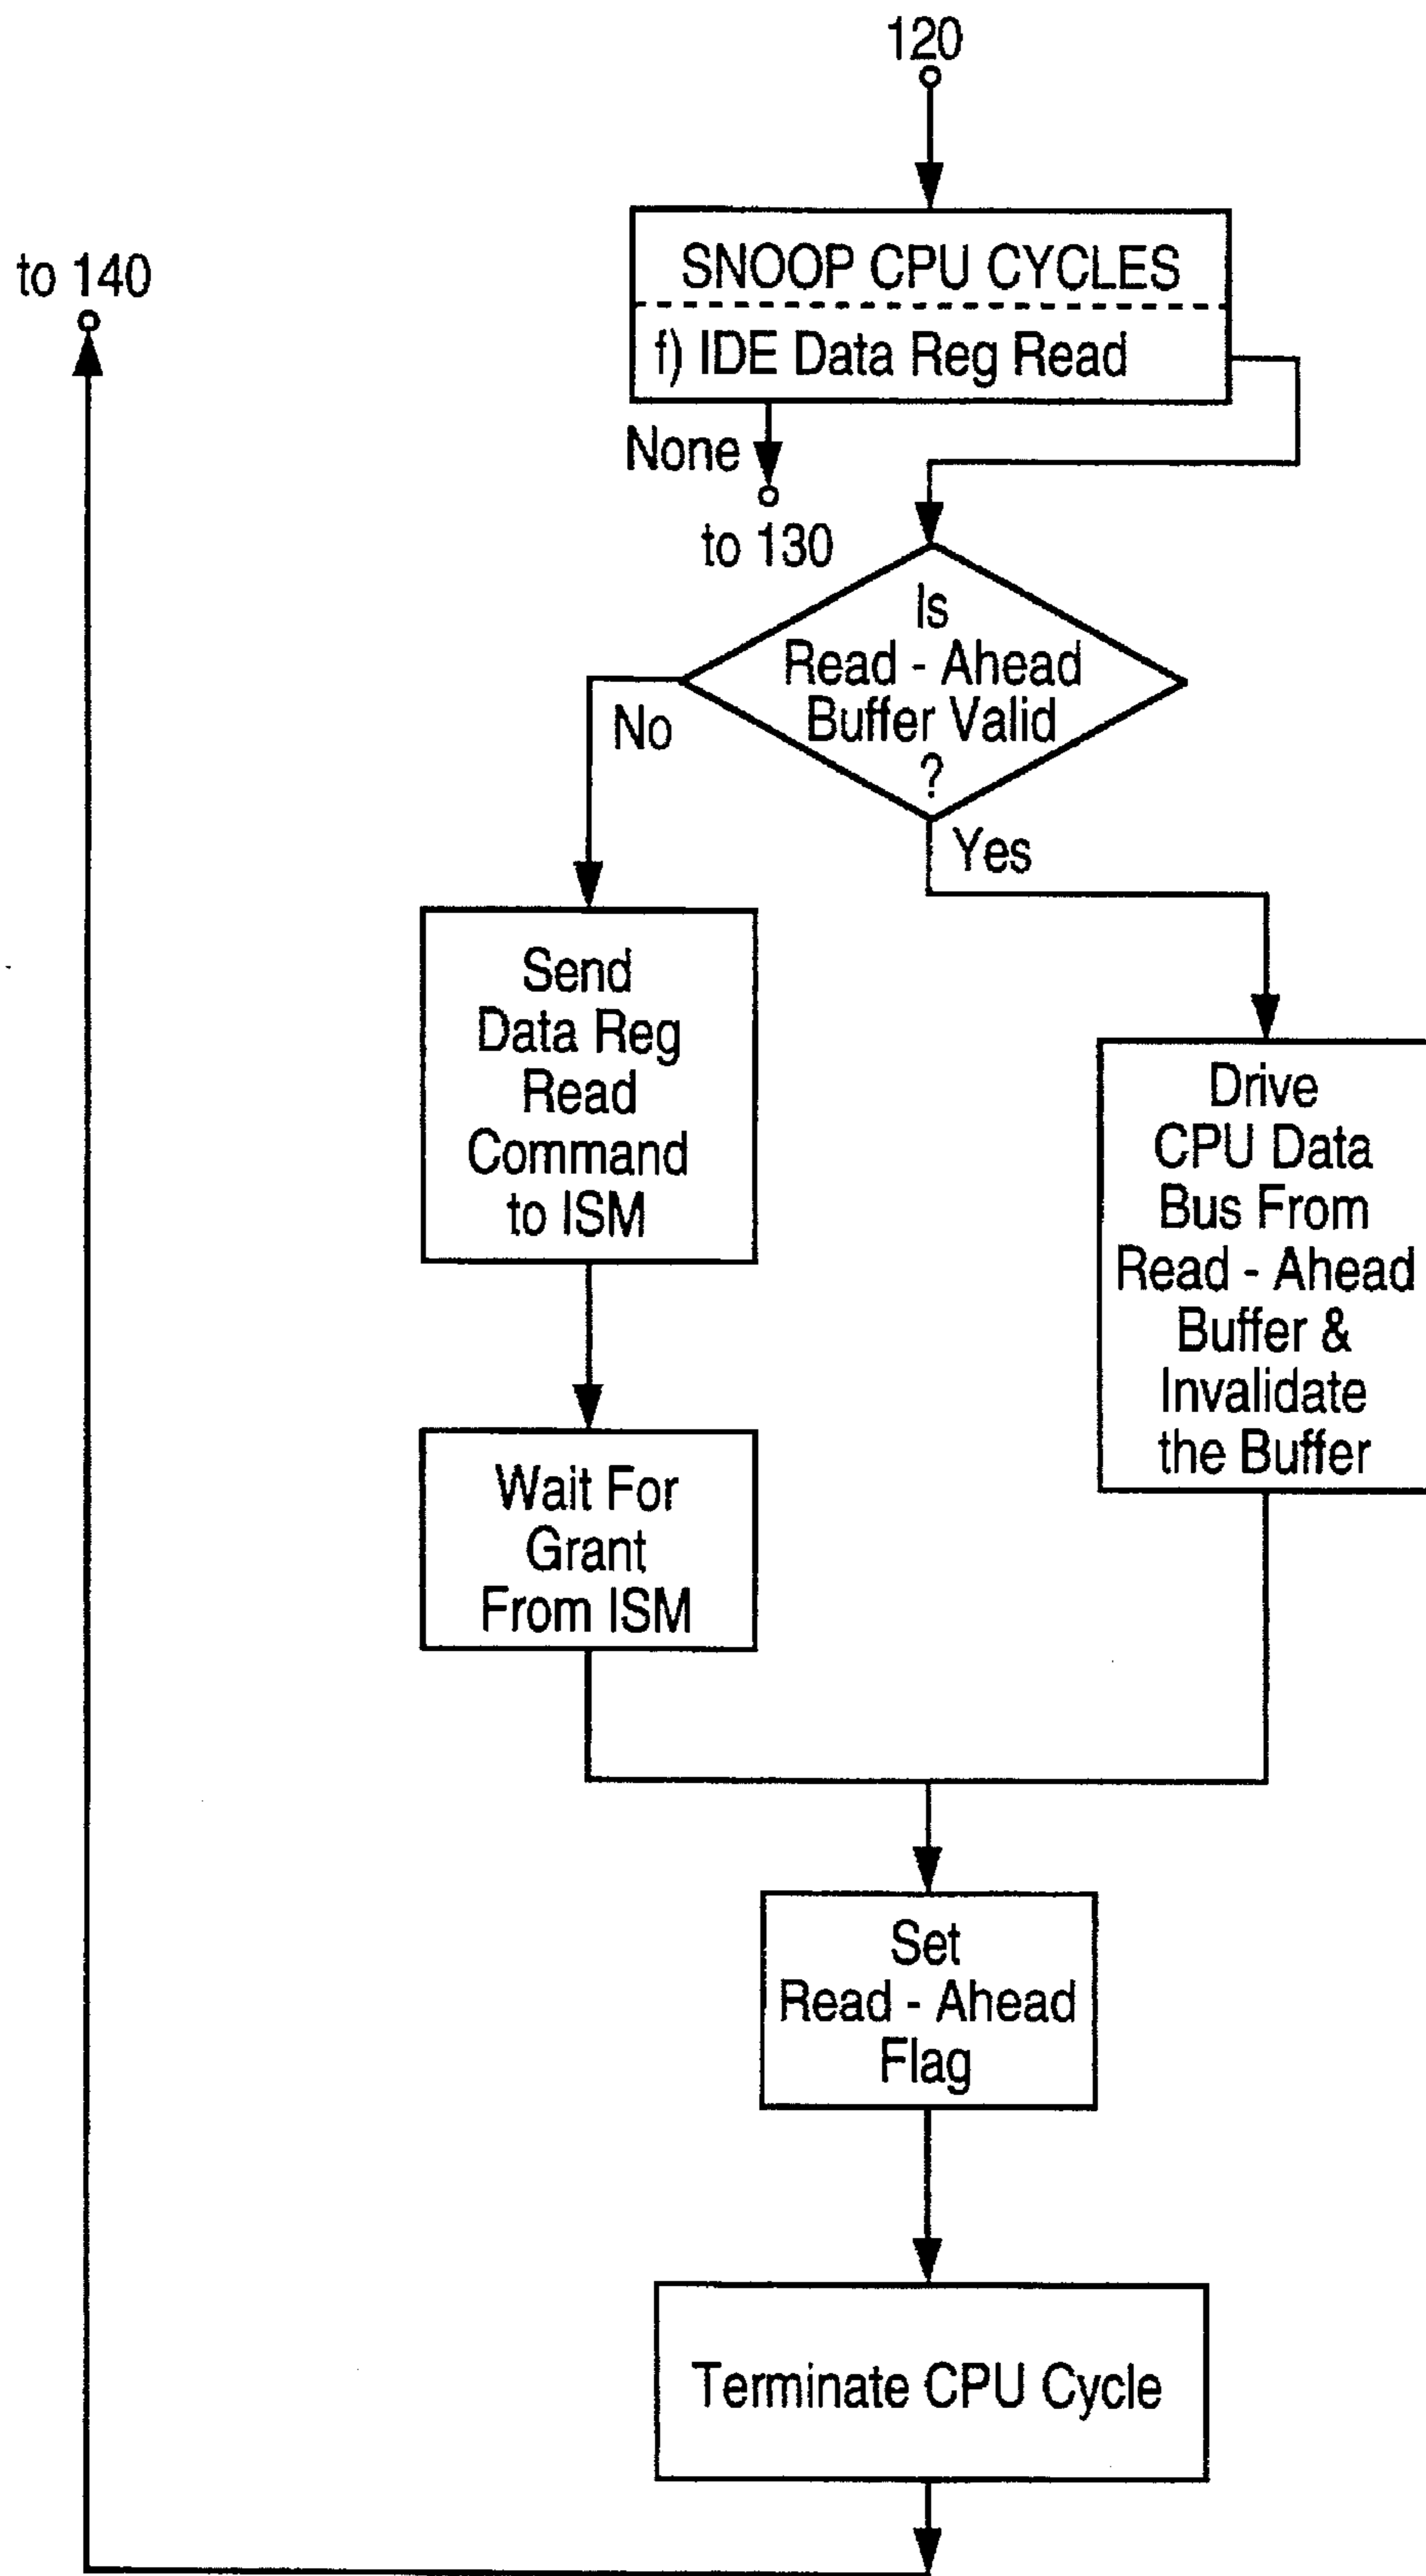 120
to 140
SNOOP CPU CYCLES
f) IDE Data Reg Read
None
to 130
Is
Read - Ahead
Buffer Valid
?
No
Yes
Send
Data Reg
Read
Command
to ISM
Drive
CPU Data
Bus From
Read - Ahead
Buffer &
Invalidate
the Buffer
Wait For
Grant
From ISM
Set
Read - Ahead
Flag
Terminate CPU Cycle